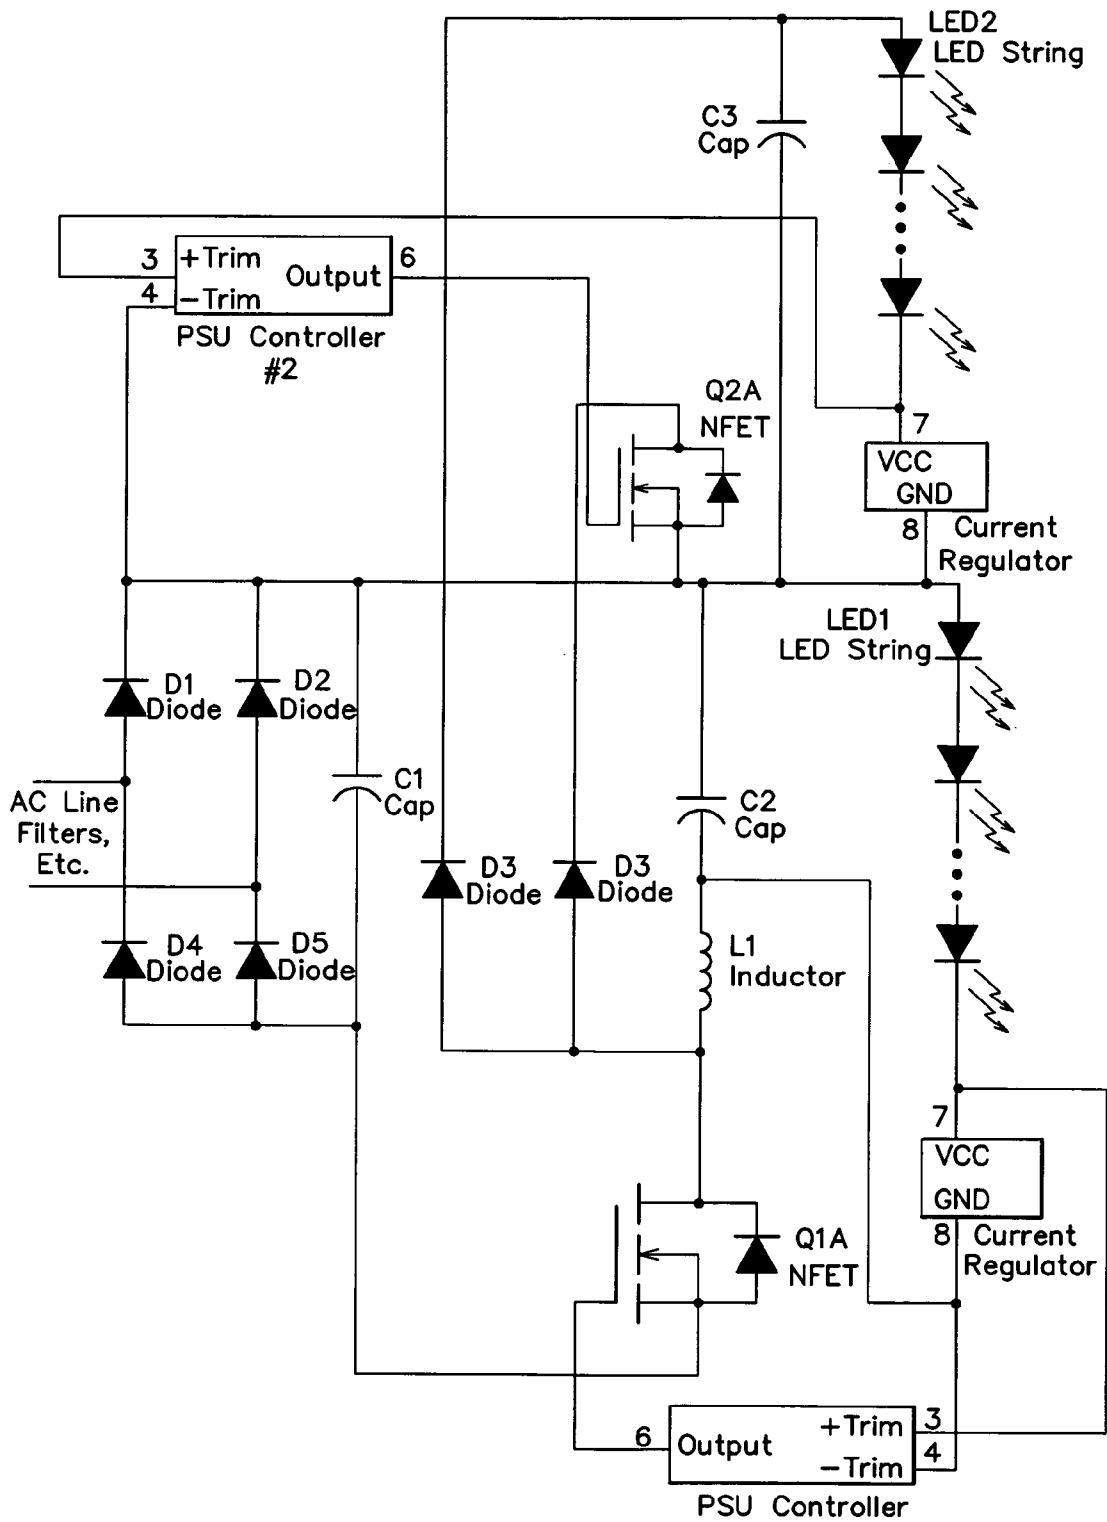 LED2
LED String
C3
Cap
3
+Trim
6
Output
4
−Trim
PSU Controller
#2
Q2A
NFET
7
VCC
GND
8
Current
Regulator
LED1
LED String
D1
Diode
D2
Diode
C1
Cap
AC Line
Filters,
Etc.
C2
Cap
D3
Diode
D3
Diode
D4
Diode
D5
Diode
L1
Inductor
7
VCC
GND
8
Current
Regulator
Q1A
NFET
6
Output
+Trim
3
−Trim
4
PSU Controller